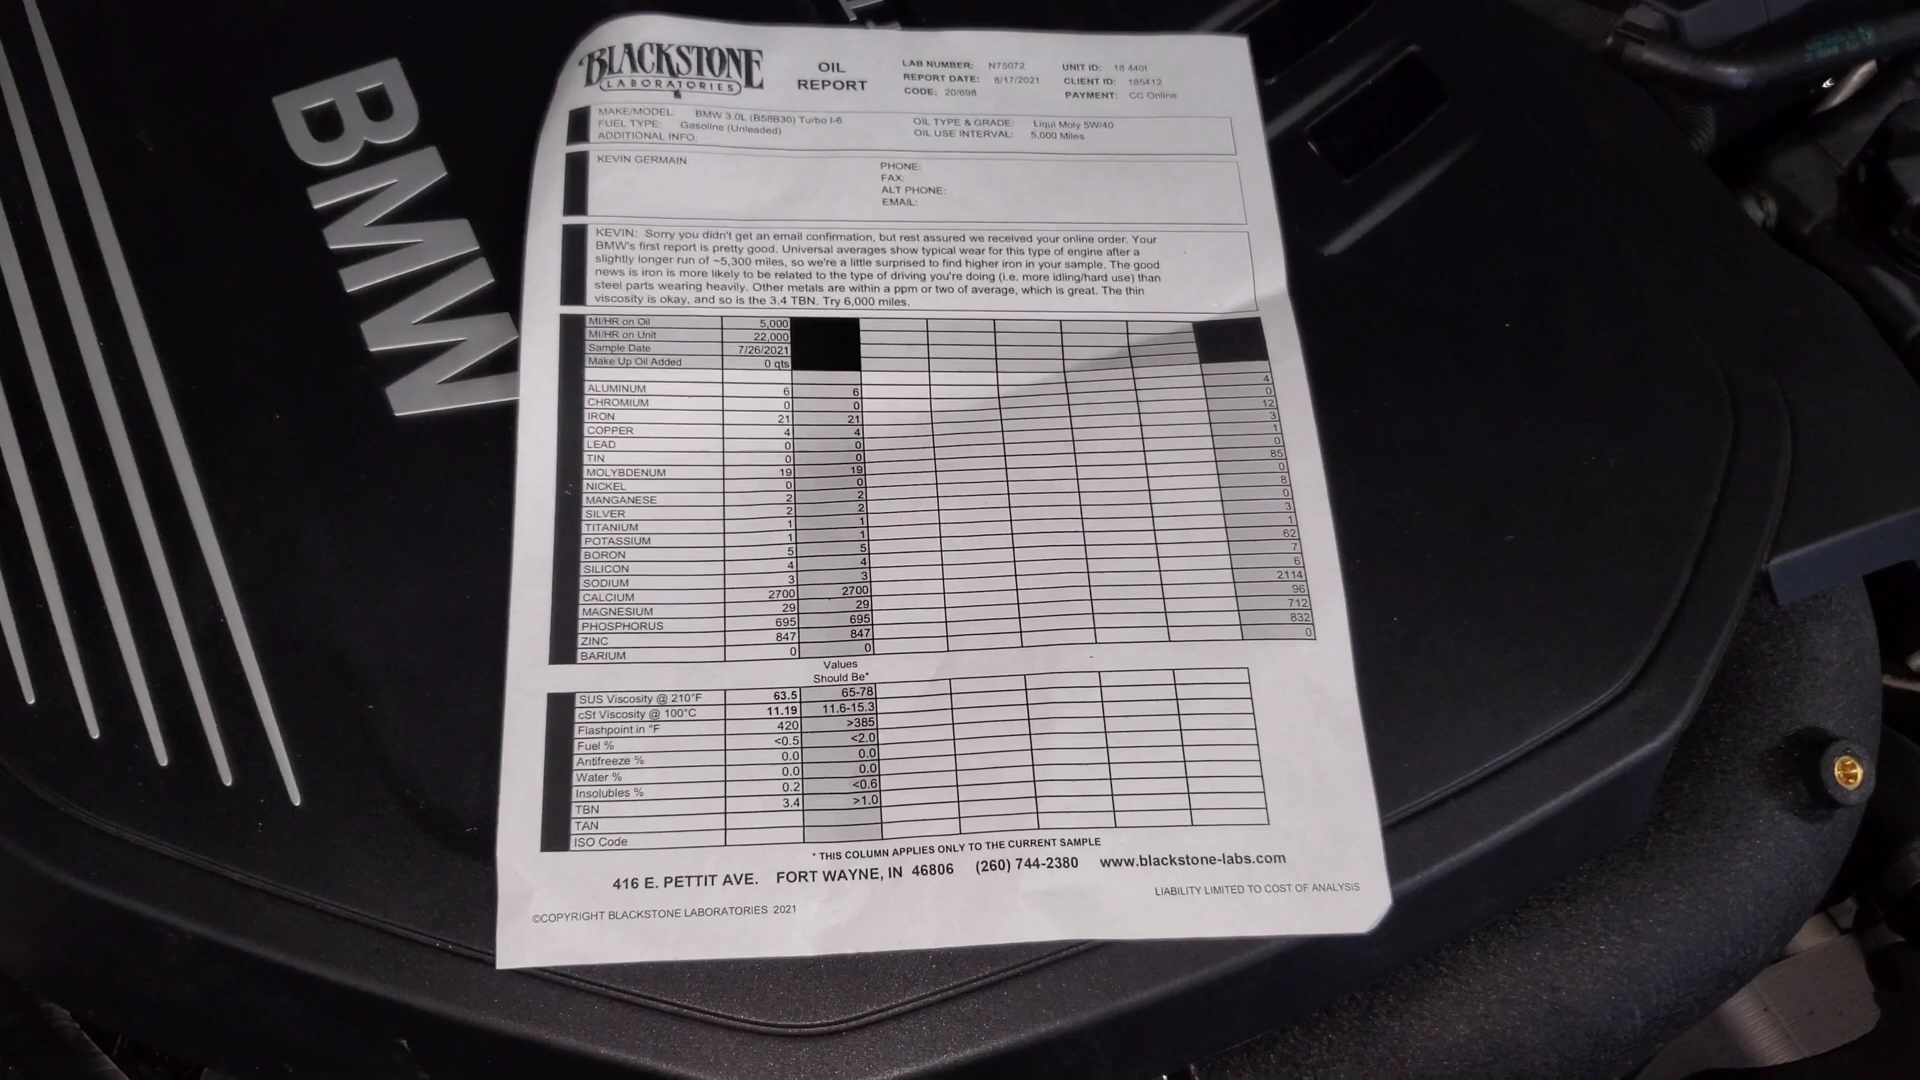 BMW
BLACKSTONE
LABORATORIES
OIL
REPORT
LAB NUMBER: N75072
REPORT DATE: 8/17/2021
CODE: 20/698
UNIT ID: 18 4401
CLIENT ID: 185412
PAYMENT: CC Online
MAKE/MODEL: BMW 3.0L (B58B30) Turbo I-6
FUEL TYPE: Gasoline (Unleaded)
ADDITIONAL INFO:
OIL TYPE & GRADE: Liqui Moly 5W/40
OIL USE INTERVAL: 5,000 Miles
KEVIN GERMAIN
PHONE:
FAX:
ALT PHONE:
EMAIL:
KEVIN: Sorry you didn't get an email confirmation, but rest assured we received your online order. Your
BMW's first report is pretty good. Universal averages show typical wear for this type of engine after a
slightly longer run of ~5,300 miles, so we're a little surprised to find higher iron in your sample. The good
news is iron is more likely to be related to the type of driving you're doing (i.e. more idling/hard use) than
steel parts wearing heavily. Other metals are within a ppm or two of average, which is great. The thin
viscosity is okay, and so is the 3.4 TBN. Try 6,000 miles.
MI/HR on Oil 5,000
MI/HR on Unit 22,000
Sample Date 7/26/2021
Make Up Oil Added 0 qts
ALUMINUM 6 6 4
CHROMIUM 0 0 0
IRON 21 21 12
COPPER 4 4 3
LEAD 0 0 1
TIN 0 0 0
MOLYBDENUM 19 19 85
NICKEL 0 0 0
MANGANESE 2 2 8
SILVER 2 2 0
TITANIUM 1 1 3
POTASSIUM 1 1 1
BORON 5 5 62
SILICON 4 4 7
SODIUM 3 3 6
CALCIUM 2700 2700 2114
MAGNESIUM 29 29 96
PHOSPHORUS 695 695 712
ZINC 847 847 832
BARIUM 0 0 0
Values
Should Be*
SUS Viscosity @ 210°F 63.5 65-78
cSt Viscosity @ 100°C 11.19 11.6-15.3
Flashpoint in °F 420 >385
Fuel % <0.5 <2.0
Antifreeze % 0.0 0.0
Water % 0.0 0.0
Insolubles % 0.2 <0.6
TBN 3.4 >1.0
TAN
ISO Code
* THIS COLUMN APPLIES ONLY TO THE CURRENT SAMPLE
416 E. PETTIT AVE. FORT WAYNE, IN 46806 (260) 744-2380 www.blackstone-labs.com
LIABILITY LIMITED TO COST OF ANALYSIS
©COPYRIGHT BLACKSTONE LABORATORIES 2021